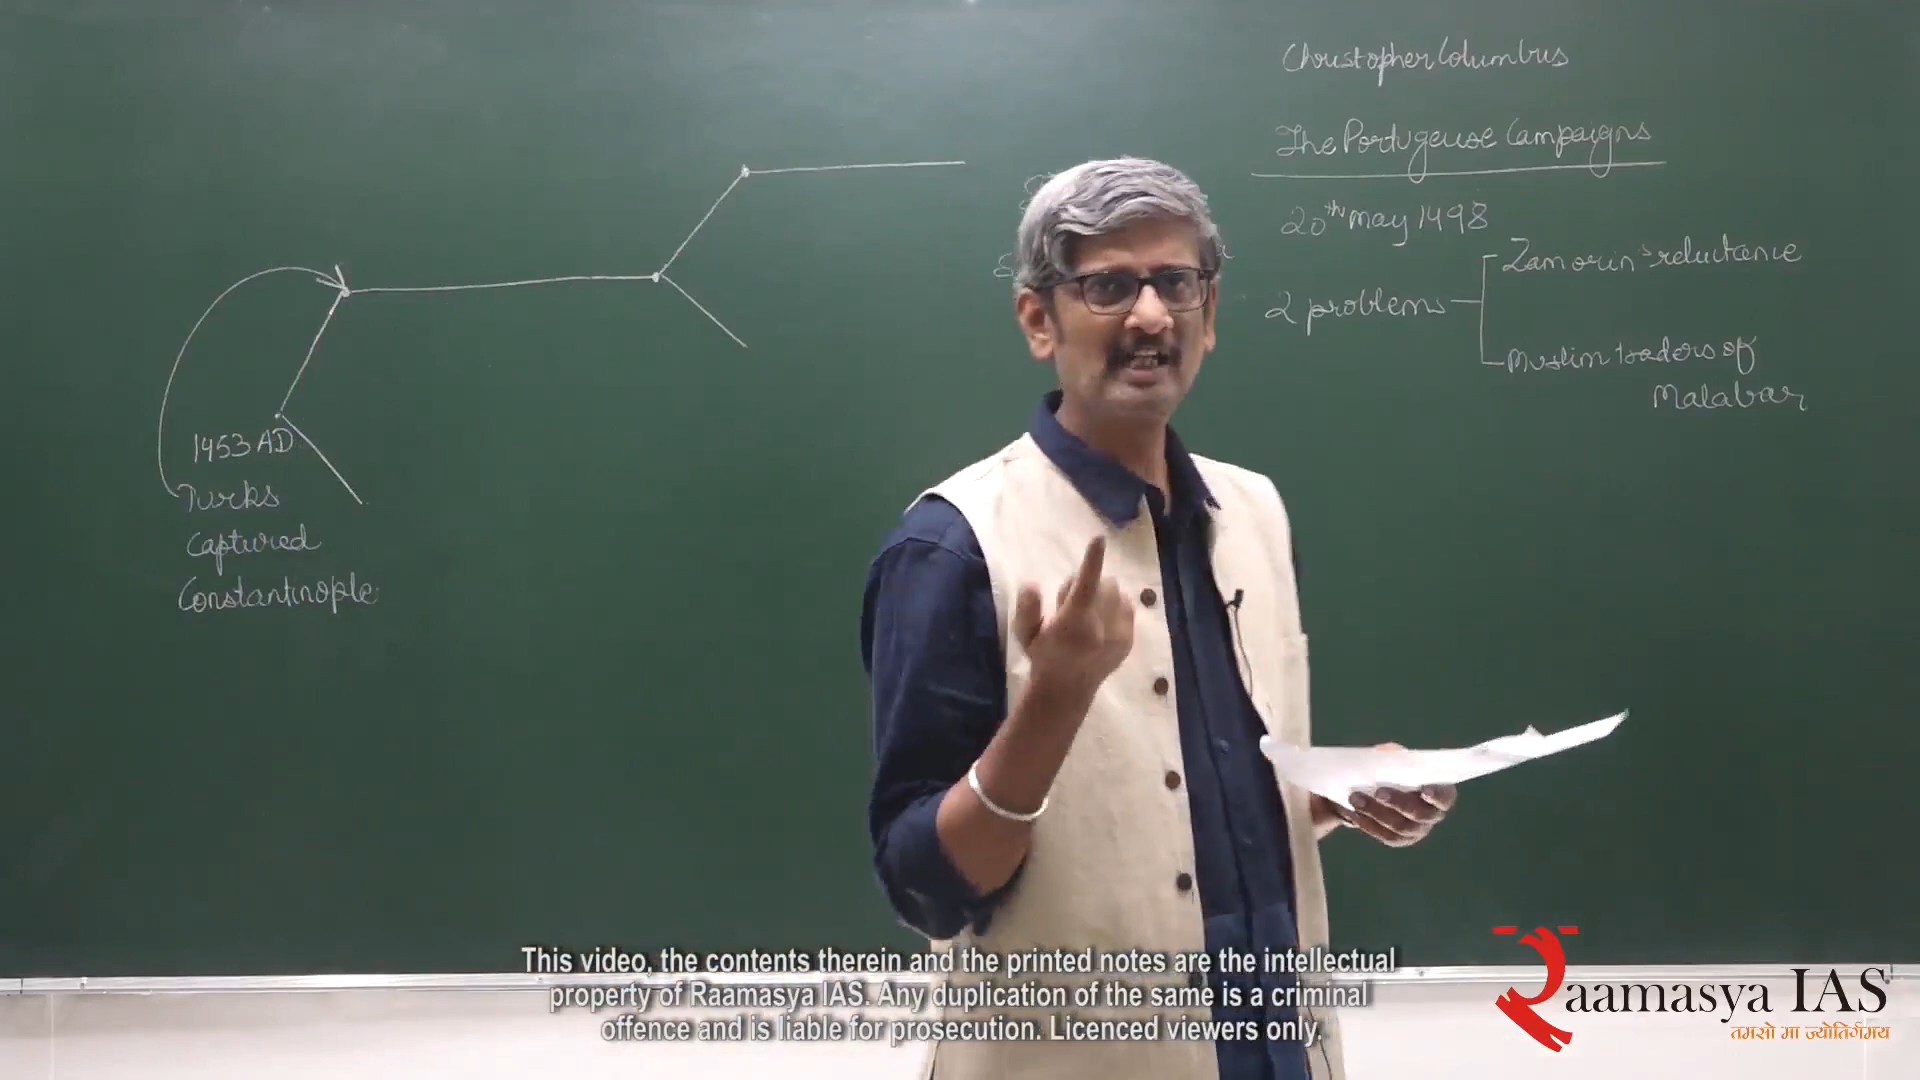 1453 AD
Turks
Captured
Constantinople
Christopher Columbus
The Portugeuse Campaigns
20th May 1498
2 problems
Zamorin's reluctance
Muslim traders of
Malabar
This video, the contents therein and the printed notes are the intellectual
property of Raamasya IAS. Any duplication of the same is a criminal
offence and is liable for prosecution. Licenced viewers only.
Raamasya IAS
तमसो मा ज्योतिर्गमय